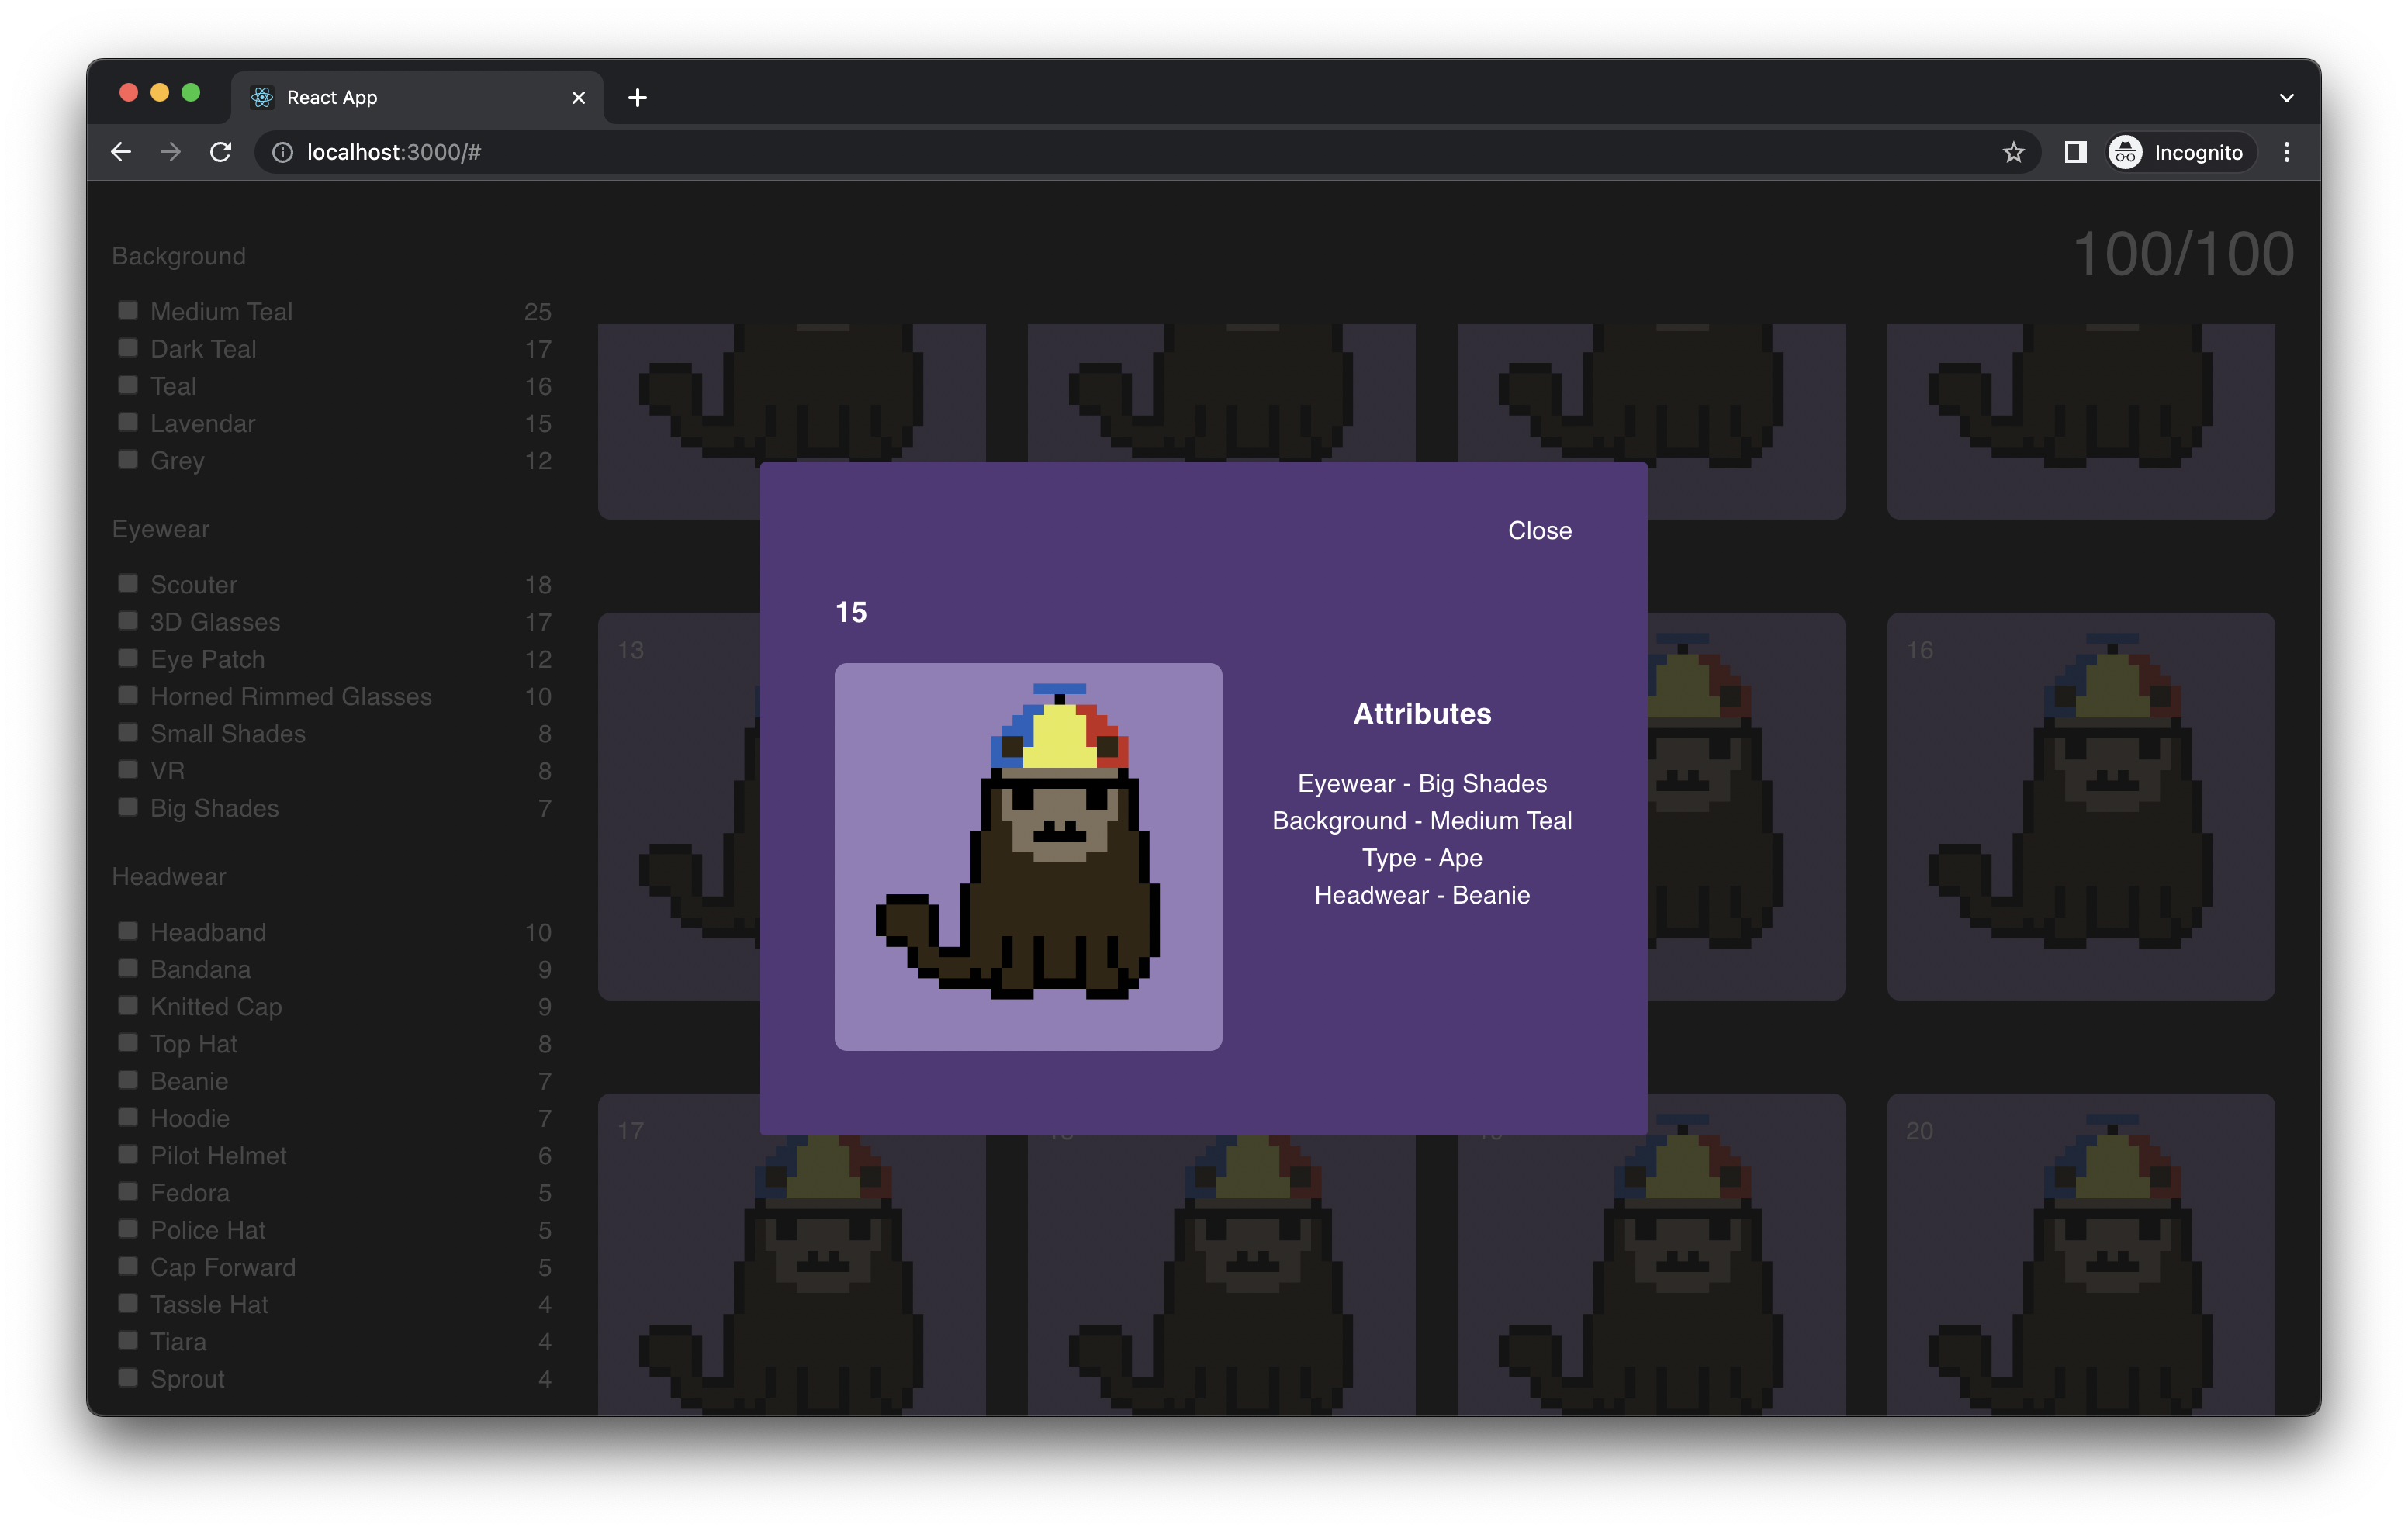 React App
localhost:3000/#
Incognito
100/100
Background
Medium Teal 25
Dark Teal 17
Teal 16
Lavendar 15
Grey 12
Eyewear
Scouter 18
3D Glasses 17
Eye Patch 12
Horned Rimmed Glasses 10
Small Shades 8
VR 8
Big Shades 7
Headwear
Headband 10
Bandana 9
Knitted Cap 9
Top Hat 8
Beanie 7
Hoodie 7
Pilot Helmet 6
Fedora 5
Police Hat 5
Cap Forward 5
Tassle Hat 4
Tiara 4
Sprout 4
Close
15
Attributes
Eyewear - Big Shades
Background - Medium Teal
Type - Ape
Headwear - Beanie
13
16
17
20